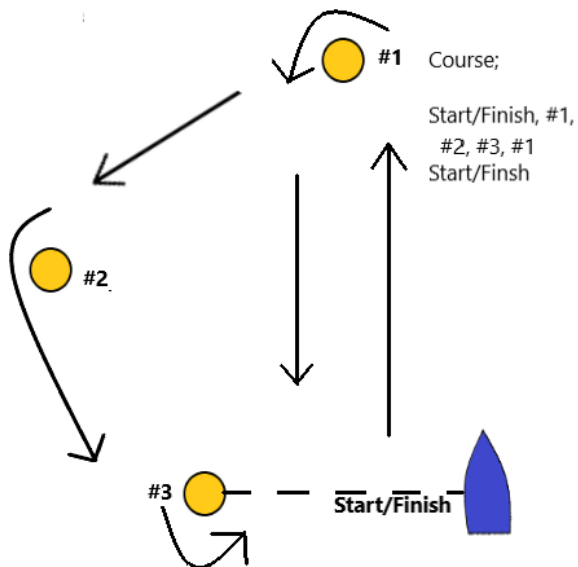 #1
Course;
Start/Finish, #1,
#2, #3, #1
Start/Finsh
#2.
#3
Start/Finish